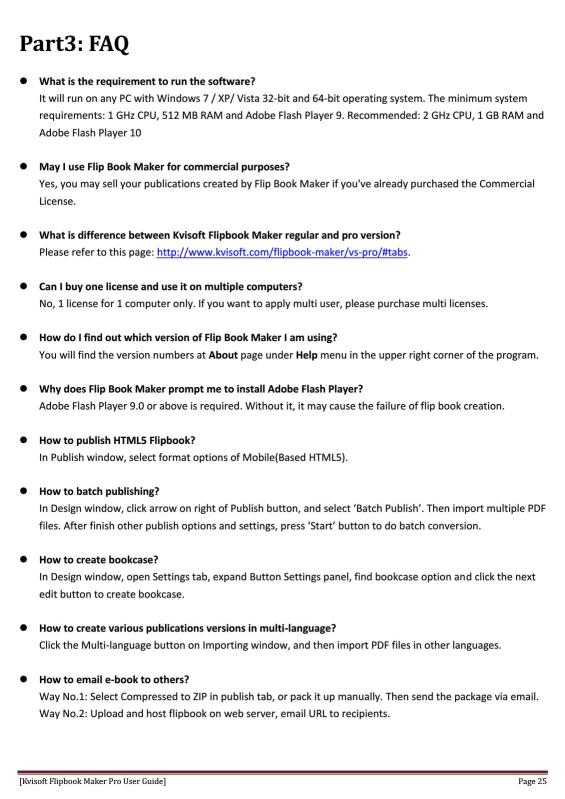 Part3: FAQ
● What is the requirement to run the software?
It will run on any PC with Windows 7 / XP/ Vista 32-bit and 64-bit operating system. The minimum system
requirements: 1 GHz CPU, 512 MB RAM and Adobe Flash Player 9. Recommended: 2 GHz CPU, 1 GB RAM and
Adobe Flash Player 10
● May I use Flip Book Maker for commercial purposes?
Yes, you may sell your publications created by Flip Book Maker if you've already purchased the Commercial
License.
● What is difference between Kvisoft Flipbook Maker regular and pro version?
Please refer to this page: http://www.kvisoft.com/flipbook-maker/vs-pro/#tabs.
● Can I buy one license and use it on multiple computers?
No, 1 license for 1 computer only. If you want to apply multi user, please purchase multi licenses.
● How do I find out which version of Flip Book Maker I am using?
You will find the version numbers at About page under Help menu in the upper right corner of the program.
● Why does Flip Book Maker prompt me to install Adobe Flash Player?
Adobe Flash Player 9.0 or above is required. Without it, it may cause the failure of flip book creation.
● How to publish HTML5 Flipbook?
In Publish window, select format options of Mobile(Based HTML5).
● How to batch publishing?
In Design window, click arrow on right of Publish button, and select ‘Batch Publish’. Then import multiple PDF
files. After finish other publish options and settings, press ‘Start’ button to do batch conversion.
● How to create bookcase?
In Design window, open Settings tab, expand Button Settings panel, find bookcase option and click the next
edit button to create bookcase.
● How to create various publications versions in multi-language?
Click the Multi-language button on Importing window, and then import PDF files in other languages.
● How to email e-book to others?
Way No.1: Select Compressed to ZIP in publish tab, or pack it up manually. Then send the package via email.
Way No.2: Upload and host flipbook on web server, email URL to recipients.
[Kvisoft Flipbook Maker Pro User Guide] Page 25